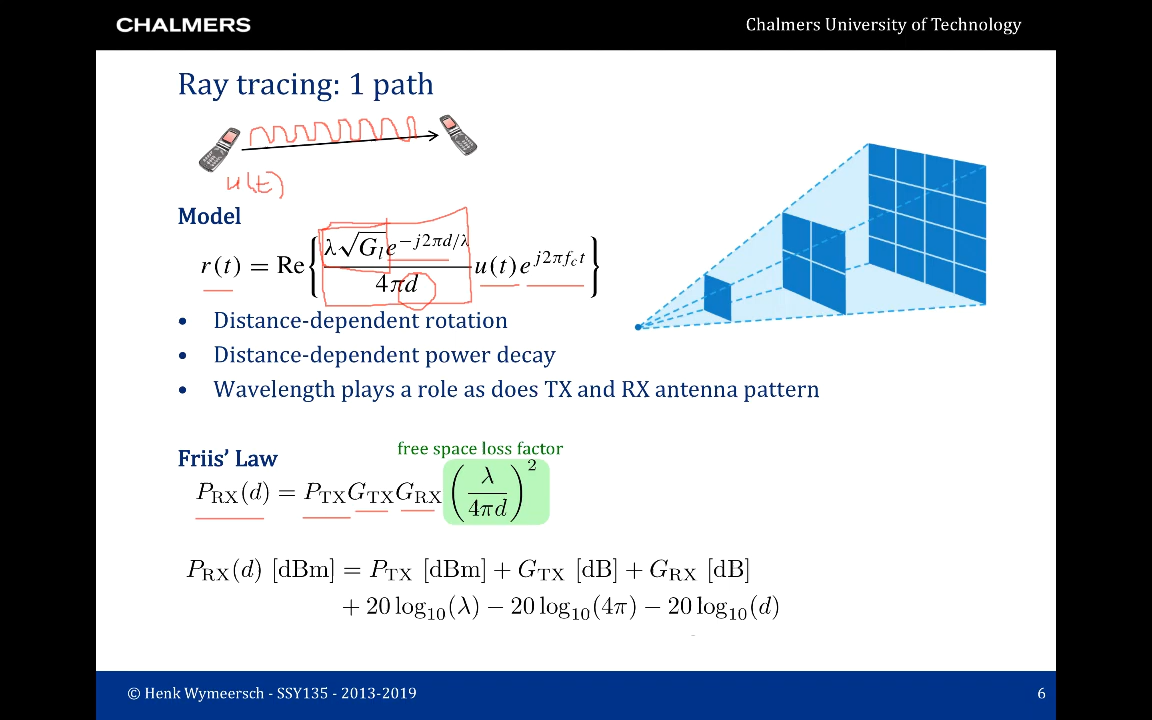 CHALMERS
Chalmers University of Technology
Ray tracing: 1 path
u(t)
Model
r(t) = Re{ λ√G_l e^{−j2πd/λ} / 4πd u(t)e^{j2πf_c t} }
• Distance-dependent rotation
• Distance-dependent power decay
• Wavelength plays a role as does TX and RX antenna pattern
free space loss factor
Friis’ Law
P_RX(d) = P_TX G_TX G_RX (λ / 4πd)^2
P_RX(d) [dBm] = P_TX [dBm] + G_TX [dB] + G_RX [dB]
+ 20 log_10(λ) − 20 log_10(4π) − 20 log_10(d)
© Henk Wymeersch - SSY135 - 2013-2019
6